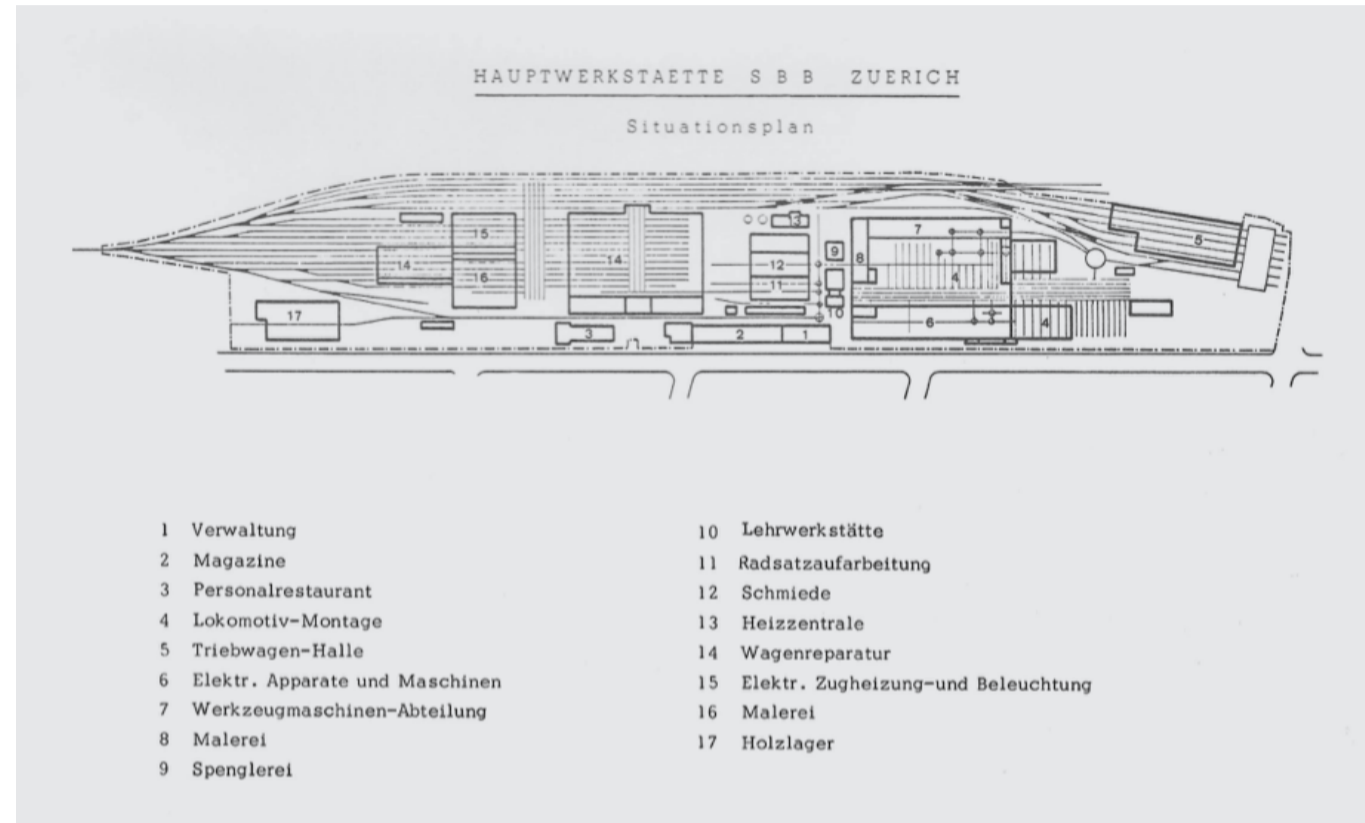 HAUPTWERKSTAETTE SBB ZUERICH
Situationsplan
15
14
16
14
17
3
2
1
13
12
11
9
10
8
7
4
6
3
4
5
1 Verwaltung
2 Magazine
3 Personalrestaurant
4 Lokomotiv-Montage
5 Triebwagen-Halle
6 Elektr. Apparate und Maschinen
7 Werkzeugmaschinen-Abteilung
8 Malerei
9 Spenglerei
10 Lehrwerkstätte
11 Radsatzaufarbeitung
12 Schmiede
13 Heizzentrale
14 Wagenreparatur
15 Elektr. Zugheizung-und Beleuchtung
16 Malerei
17 Holzlager